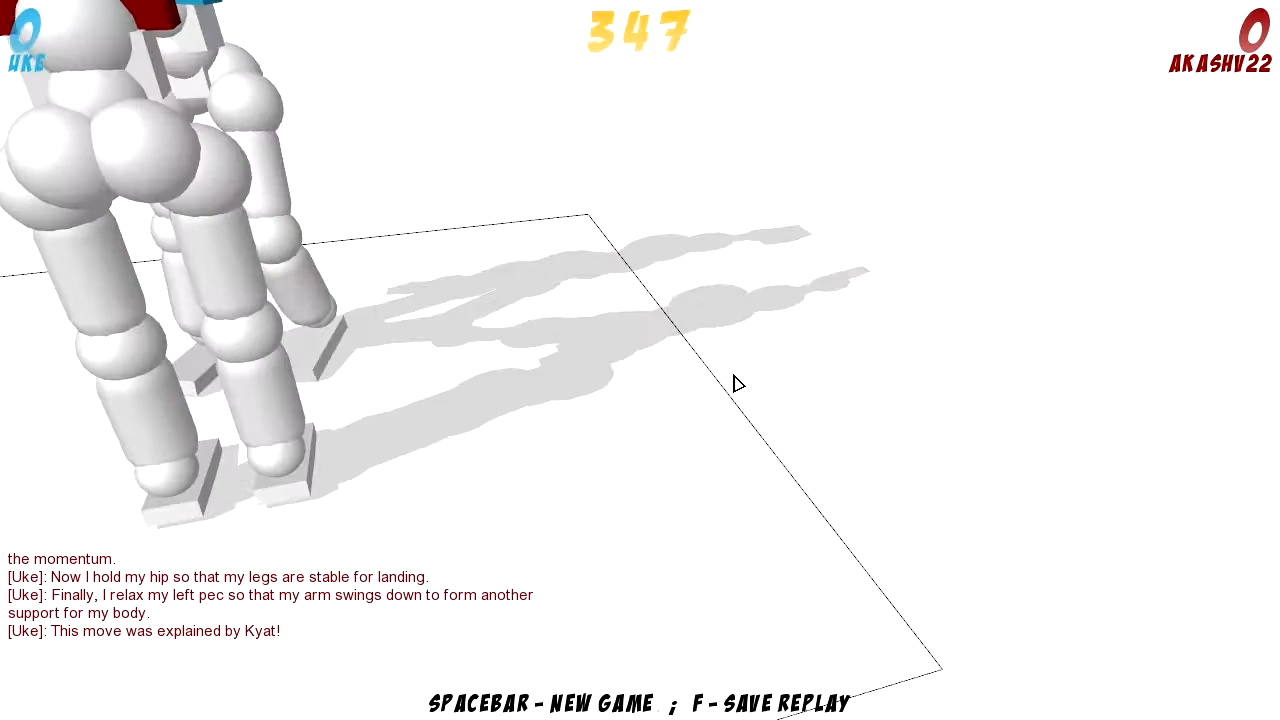 0
UKE
347
0
AKASHV22
the momentum.
[Uke]: Now I hold my hip so that my legs are stable for landing.
[Uke]: Finally, I relax my left pec so that my arm swings down to form another
support for my body.
[Uke]: This move was explained by Kyat!
SPACEBAR - NEW GAME ; F - SAVE REPLAY